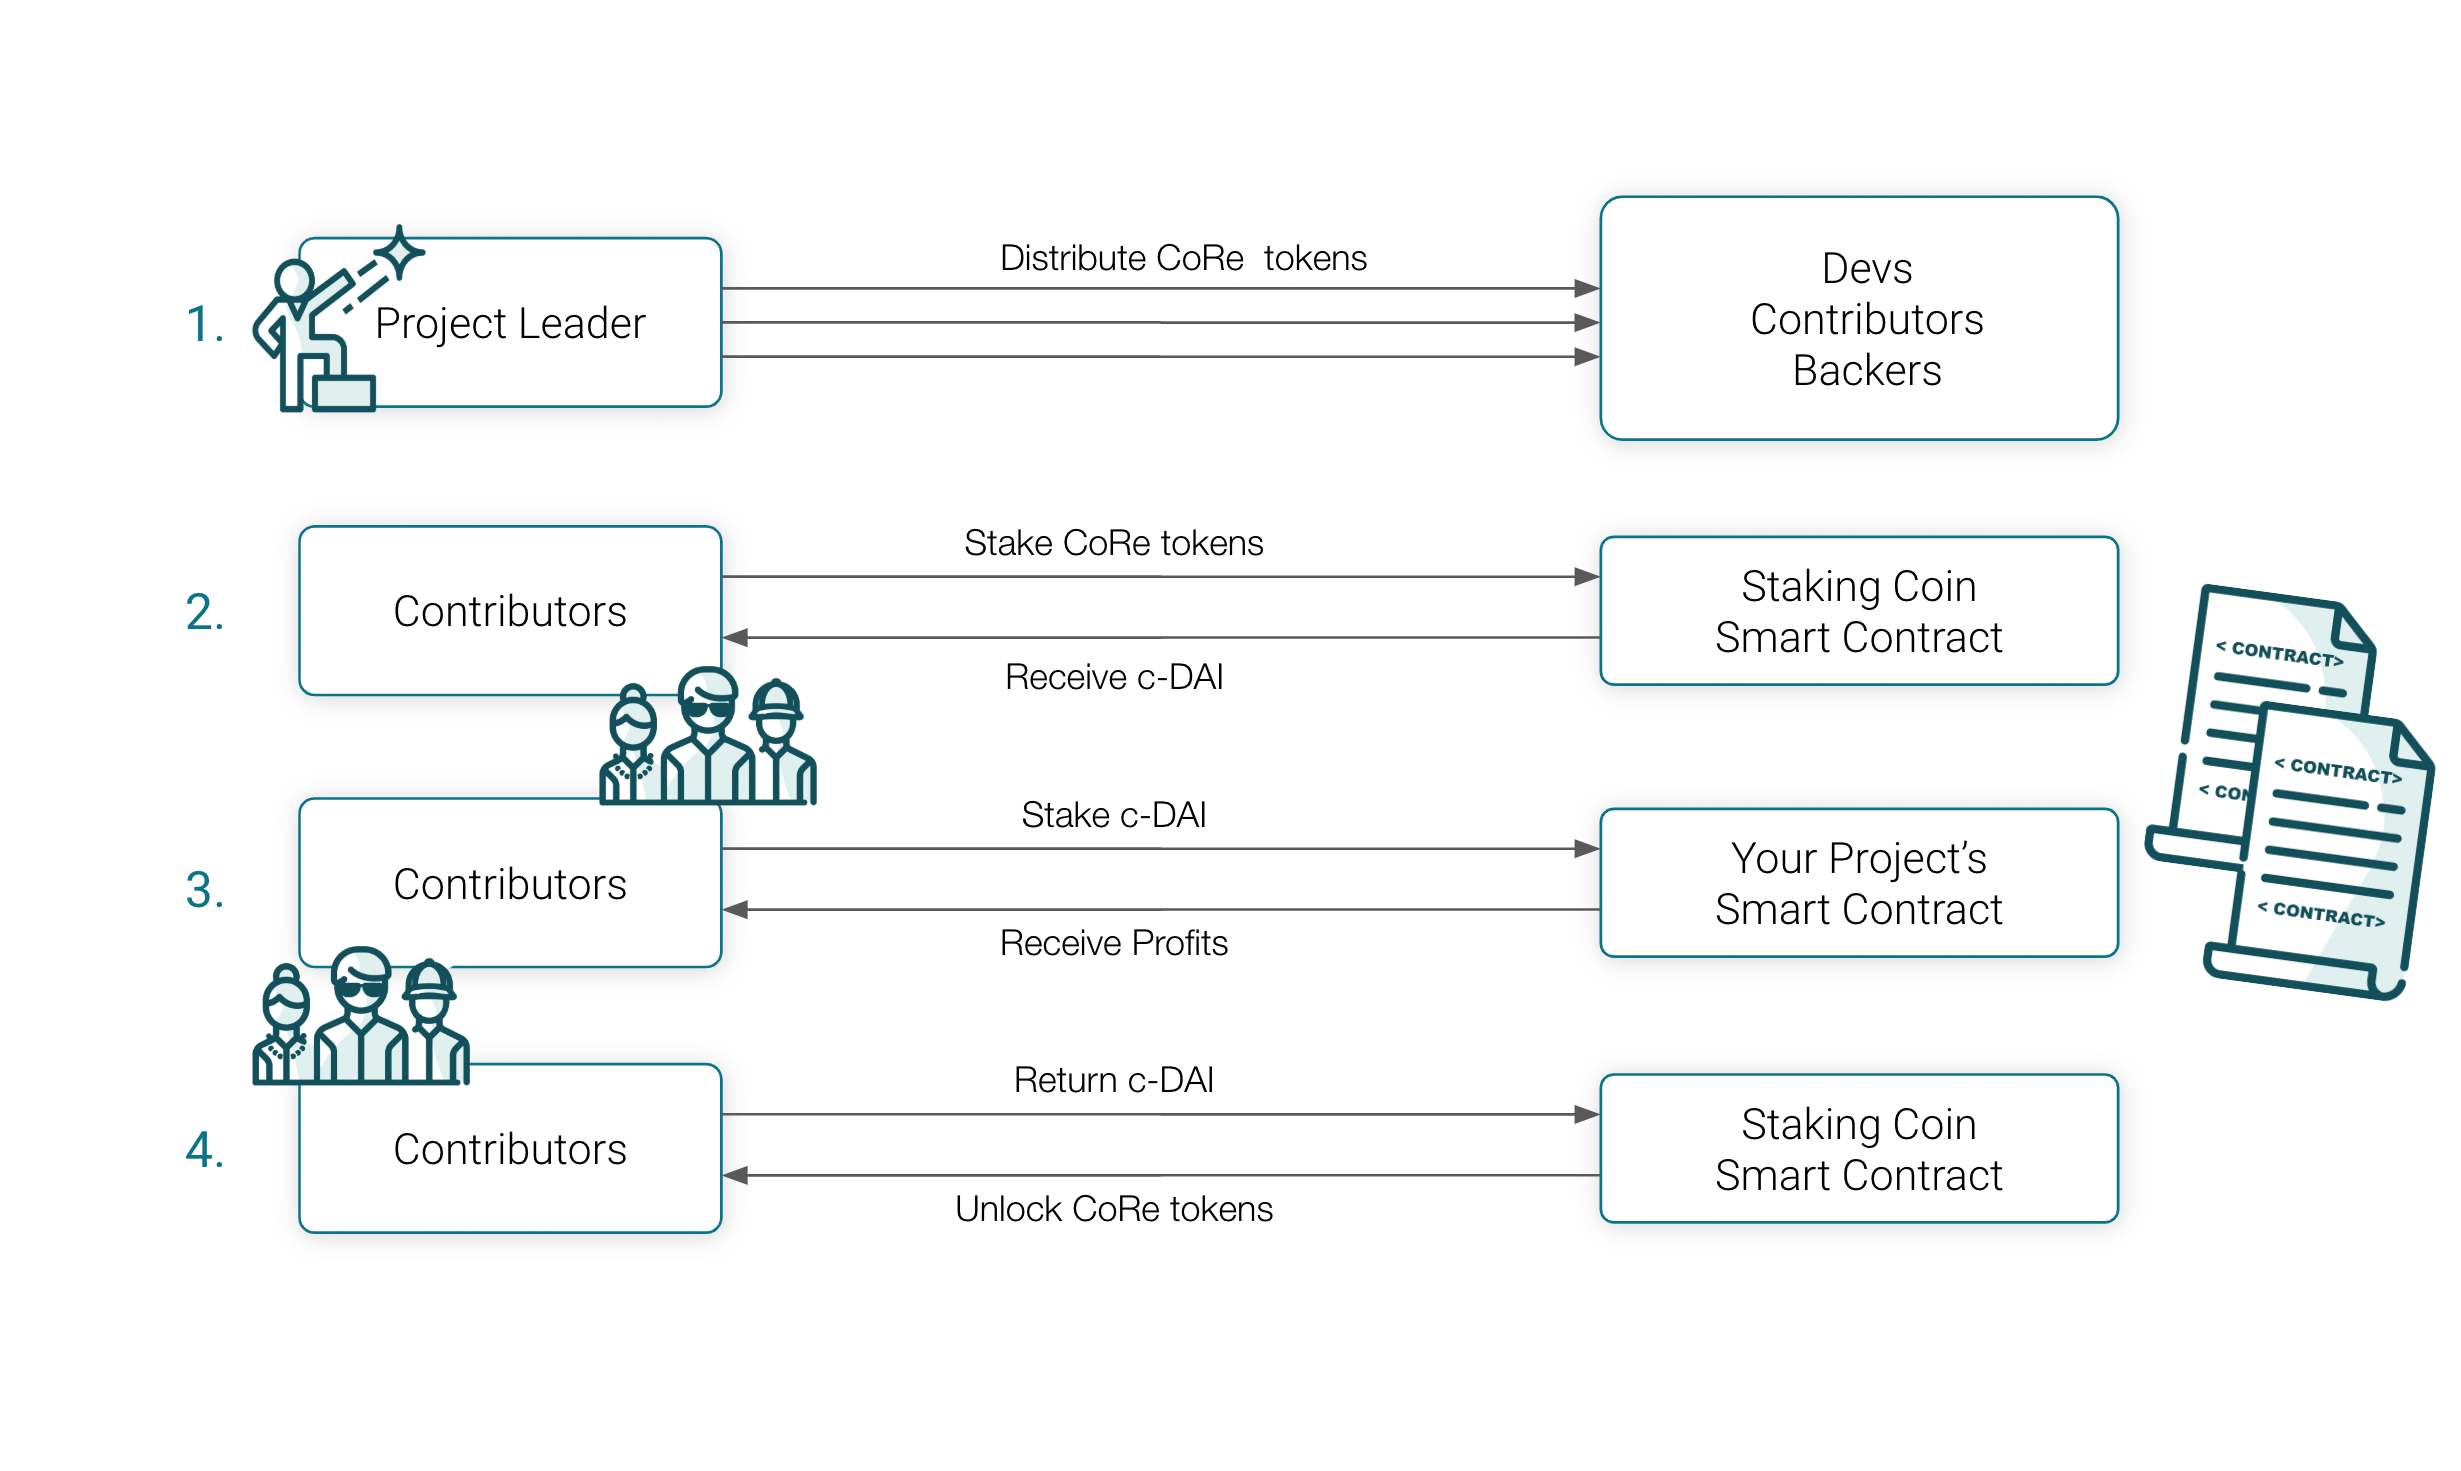 1.
Project Leader
Distribute CoRe  tokens
Devs
Contributors
Backers
2.
Contributors
Stake CoRe tokens
Receive c-DAI
Staking Coin
Smart Contract
3.
Contributors
Stake c-DAI
Receive Profits
Your Project’s
Smart Contract
4.
Contributors
Return c-DAI
Unlock CoRe tokens
Staking Coin
Smart Contract
< CONTRACT>
< CON
< CONTRACT>
< CONTRACT>